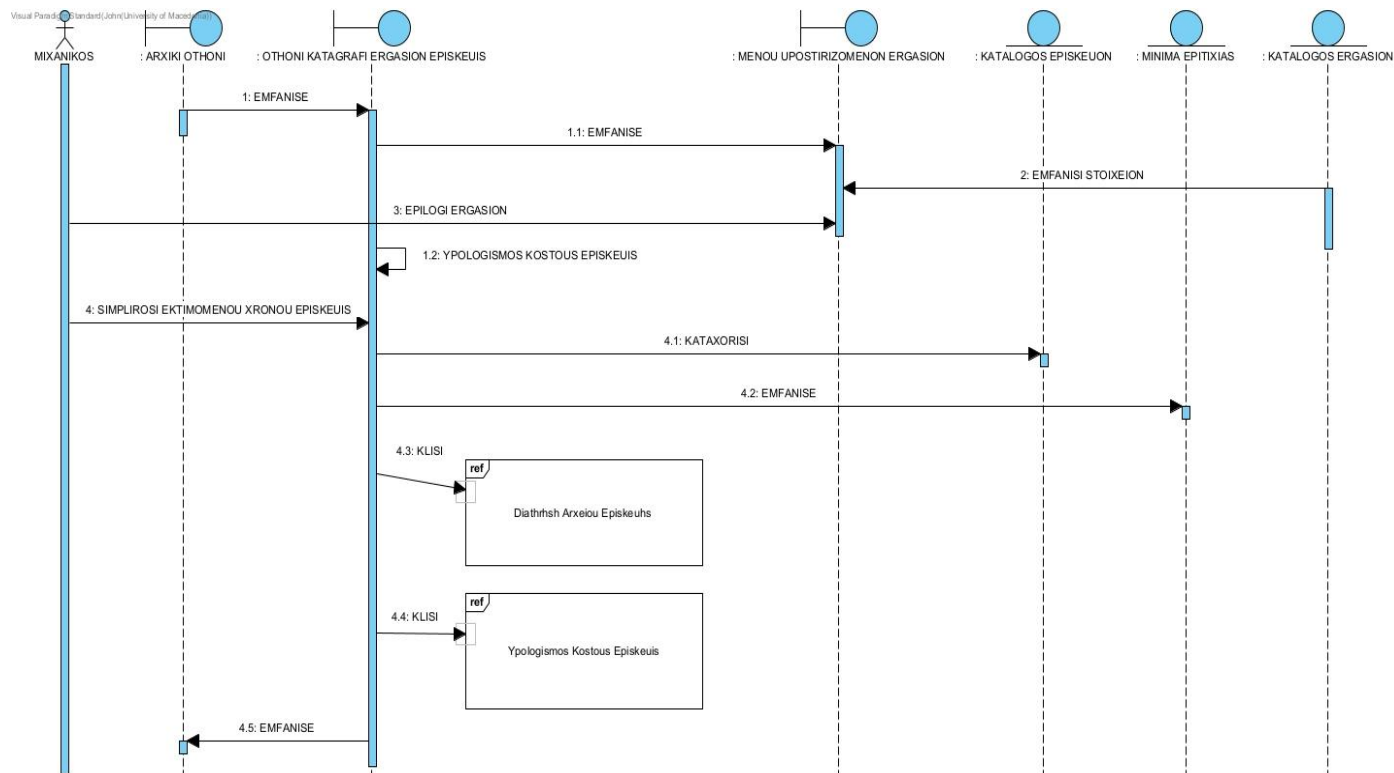 Visual Paradigm Standard(John(University of Macedonia))
MIXANIKOS
: ARXIKI OTHONI
: OTHONI KATAGRAFI ERGASION EPISKEUIS
: MENOU UPOSTIRIZOMENON ERGASION
: KATALOGOS EPISKEUON
: MINIMA EPITIXIAS
: KATALOGOS ERGASION
1: EMFANISE
1.1: EMFANISE
2: EMFANISI STOIXEION
3: EPILOGI ERGASION
1.2: YPOLOGISMOS KOSTOUS EPISKEUIS
4: SIMPLIROSI EKTIMOMENOU XRONOU EPISKEUIS
4.1: KATAXORISI
4.2: EMFANISE
4.3: KLISI
ref
Diathrhsh Arxeiou Episkeuhs
ref
4.4: KLISI
Ypologismos Kostous Episkeuis
4.5: EMFANISE